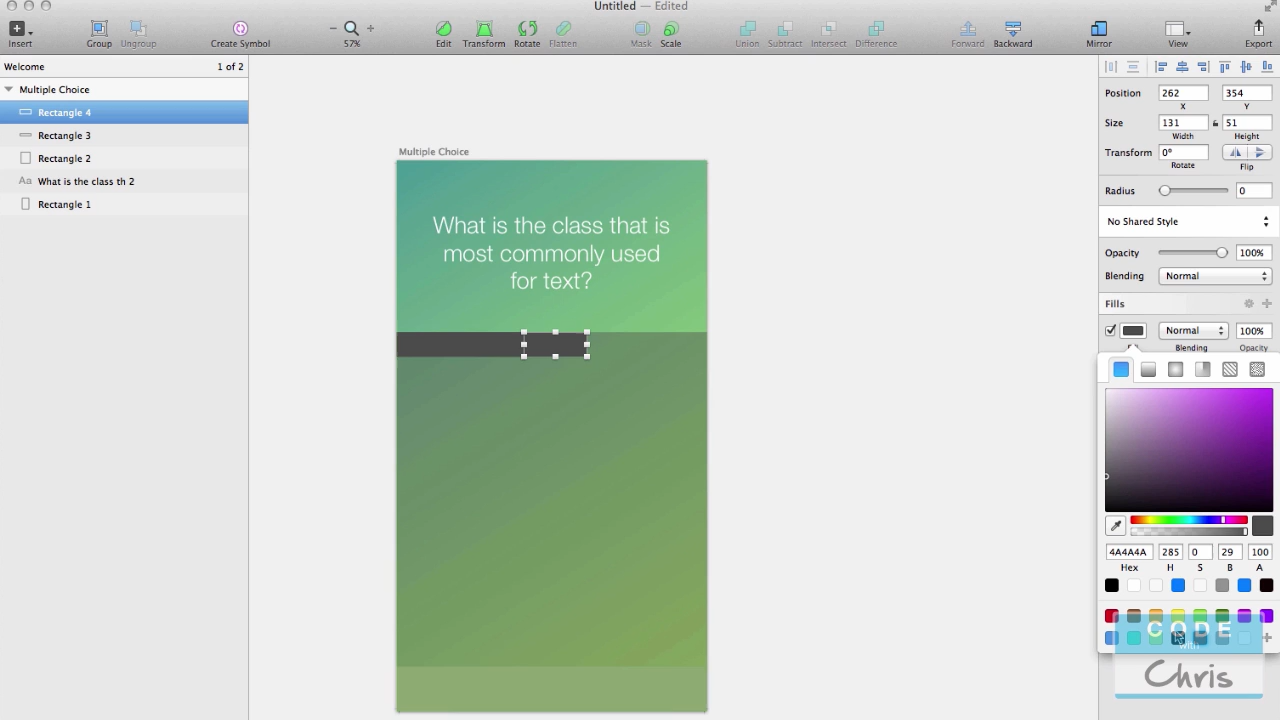 Untitled — Edited
Insert
Group
Ungroup
Create Symbol
57%
Edit
Transform
Rotate
Flatten
Mask
Scale
Union
Subtract
Intersect
Difference
Forward
Backward
Mirror
View
Export
Welcome
1 of 2
Multiple Choice
Rectangle 4
Rectangle 3
Rectangle 2
Aa What is the class th 2
Rectangle 1
Multiple Choice
What is the class that is
most commonly used
for text?
Position 262 354
X Y
Size 131 51
Width Height
Transform 0°
Rotate Flip
Radius 0
No Shared Style
Opacity 100%
Blending Normal
Fills
Normal 100%
Blending Opacity
4A4A4A 285 0 29 100
Hex H S B A
CODE
with
Chris